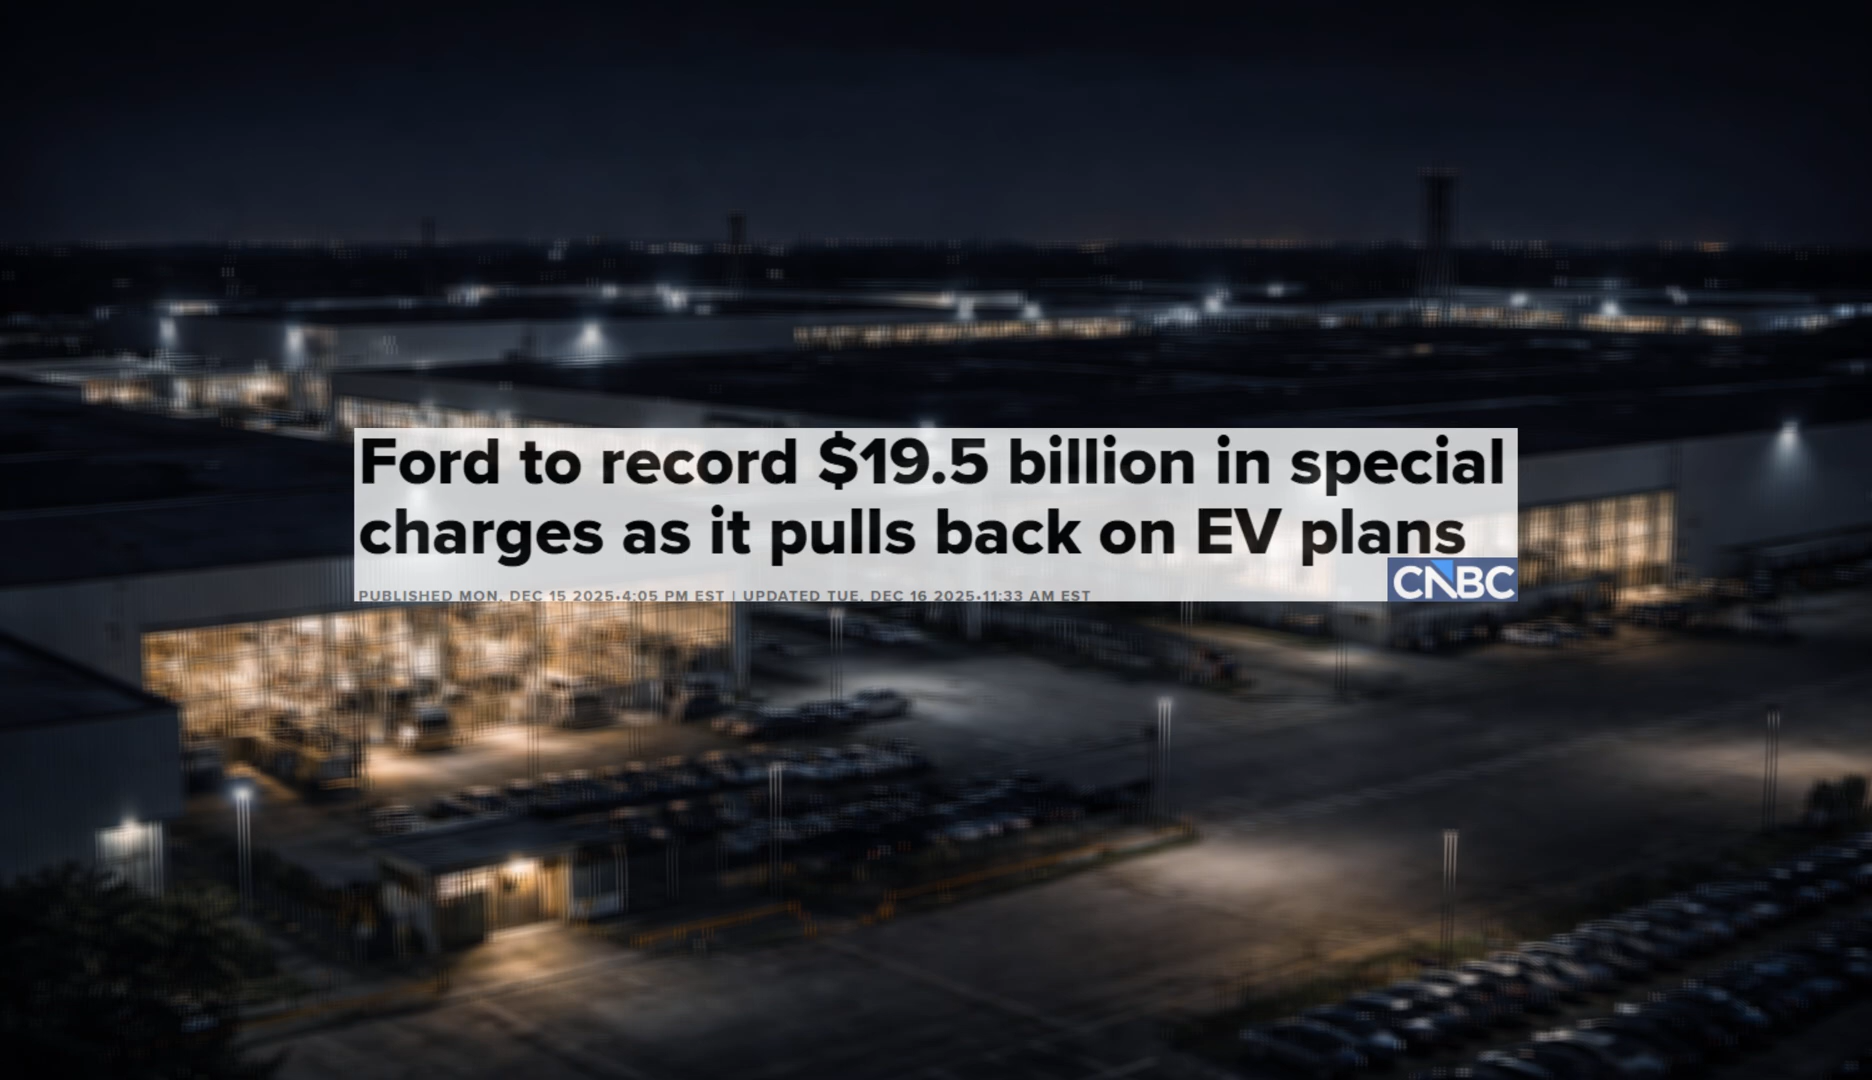 Ford to record $19.5 billion in special
charges as it pulls back on EV plans
PUBLISHED MON, DEC 15 2025•4:05 PM EST | UPDATED TUE, DEC 16 2025•11:33 AM EST
CNBC